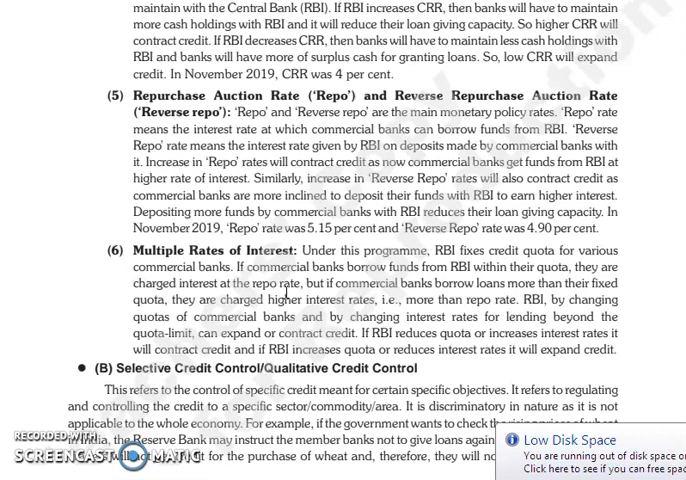 maintain with the Central Bank (RBI). If RBI increases CRR, then banks will have to maintain
more cash holdings with RBI and it will reduce their loan giving capacity. So higher CRR will
contract credit. If RBI decreases CRR, then banks will have to maintain less cash holdings with
RBI and banks will have more of surplus cash for granting loans. So, low CRR will expand
credit. In November 2019, CRR was 4 per cent.
(5) Repurchase Auction Rate ('Repo') and Reverse Repurchase Auction Rate
('Reverse repo'): 'Repo' and 'Reverse repo' are the main monetary policy rates. 'Repo' rate
means the interest rate at which commercial banks can borrow funds from RBI. 'Reverse
Repo' rate means the interest rate given by RBI on deposits made by commercial banks with
it. Increase in 'Repo' rates will contract credit as now commercial banks get funds from RBI at
higher rate of interest. Similarly, increase in 'Reverse Repo' rates will also contract credit as
commercial banks are more inclined to deposit their funds with RBI to earn higher interest.
Depositing more funds by commercial banks with RBI reduces their loan giving capacity. In
November 2019, 'Repo' rate was 5.15 per cent and 'Reverse Repo' rate was 4.90 per cent.
(6) Multiple Rates of Interest: Under this programme, RBI fixes credit quota for various
commercial banks. If commercial banks borrow funds from RBI within their quota, they are
charged interest at the repo rate, but if commercial banks borrow loans more than their fixed
quota, they are charged higher interest rates, i.e., more than repo rate. RBI, by changing
quotas of commercial banks and by changing interest rates for lending beyond the
quota-limit, can expand or contract credit. If RBI reduces quota or increases interest rates it
will contract credit and if RBI increases quota or reduces interest rates it will expand credit.
• (B) Selective Credit Control/Qualitative Credit Control
This refers to the control of specific credit meant for certain specific objectives. It refers to regulating
and controlling the credit to a specific sector/commodity/area. It is discriminatory in nature as it is not
applicable to the whole economy. For example, if the government wants to check the rising prices of wheat
in India, the Reserve Bank may instruct the member banks not to give loans again
will for the purchase of wheat and, therefore, they will no
RECORDED WITH
SCREENCAST MATIC
Low Disk Space
You are running out of disk space o
Click here to see if you can free spac